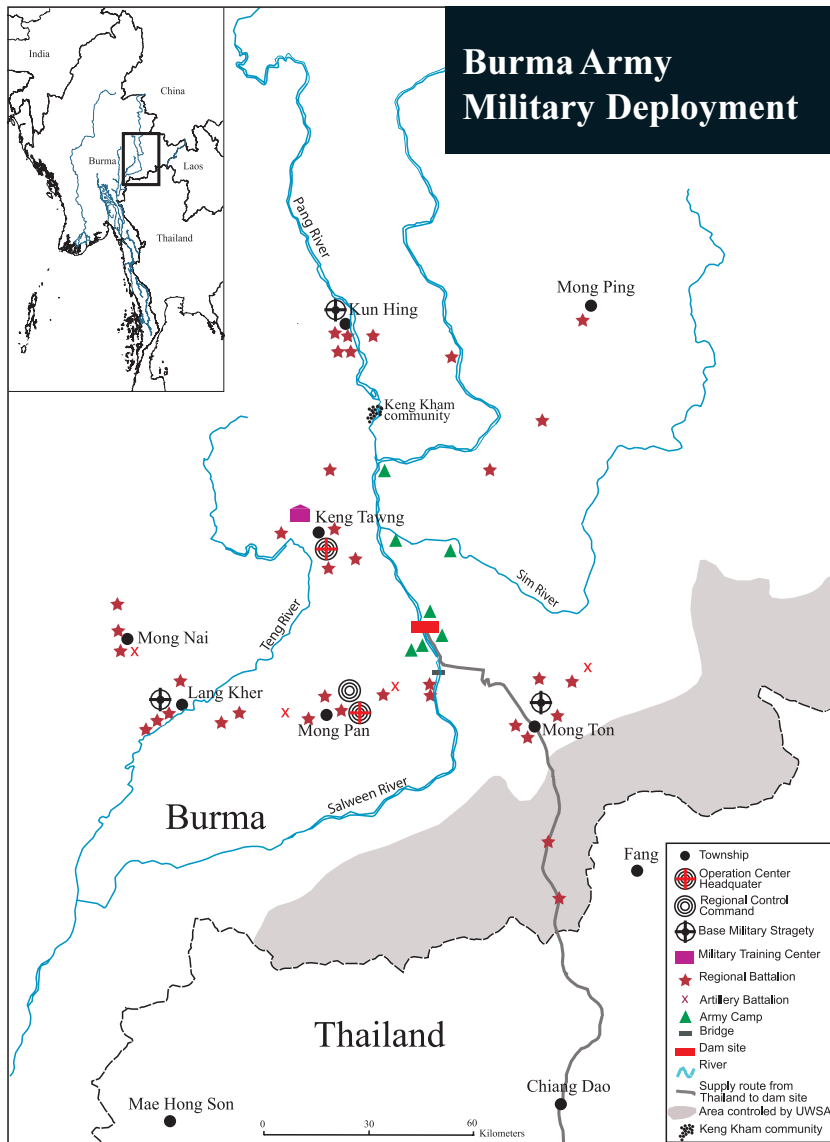 Burma Army
Military Deployment
India
China
Burma
Laos
Thailand
Pang River
Mong Ping
Kun Hing
Keng Kham
community
Keng Tawng
Sim River
Teng River
Mong Nai
Lang Kher
x
x
x
x
Mong Pan
Mong Ton
Salween River
Burma
Fang
Thailand
Chiang Dao
Mae Hong Son
0
30
60
Kilometers
Township
Operation Center
Headquater
Regional Control
Command
Base Military Stragety
Military Training Center
Regional Battalion
x Artillery Battalion
Army Camp
Bridge
Dam site
River
Supply route from
Thailand to dam site
Area controled by UWSA
Keng Kham community